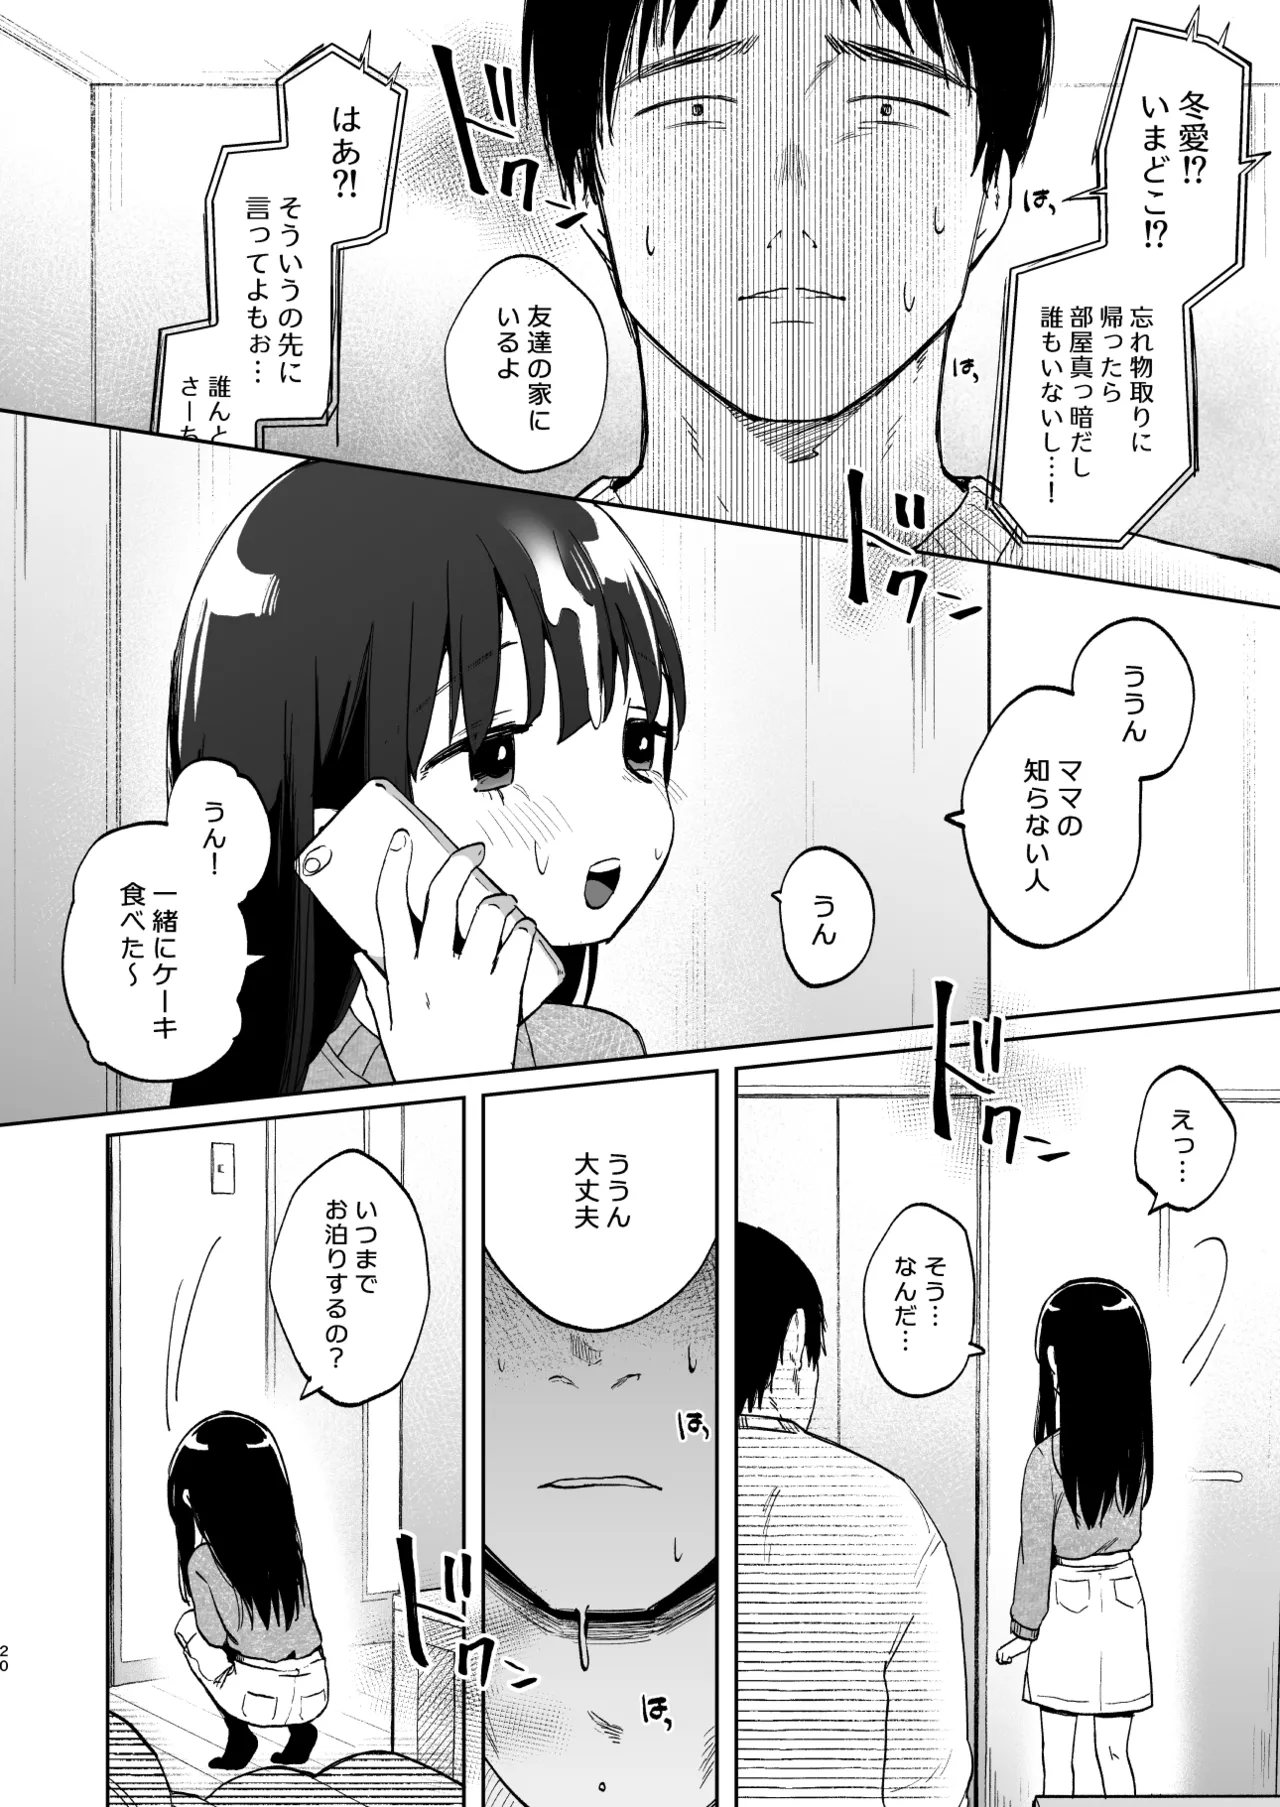 冬愛!?
いまどこ!?
忘れ物取りに
帰ったら
部屋真っ暗だし
誰もいないし…!
は、
は、
ドクン
友達の家に
いるよ
はあ?!
そういうの先に
言ってよもぉ…
誰んと
さーち
ドクン
ううん
ママの
知らない人
うん
うん!
一緒にケーキ
食べた〜
ドクン
えっ…
そう…
なんだ…
ううん
大丈夫
は、
は、
いつまで
お泊りするの?
ドクン
20